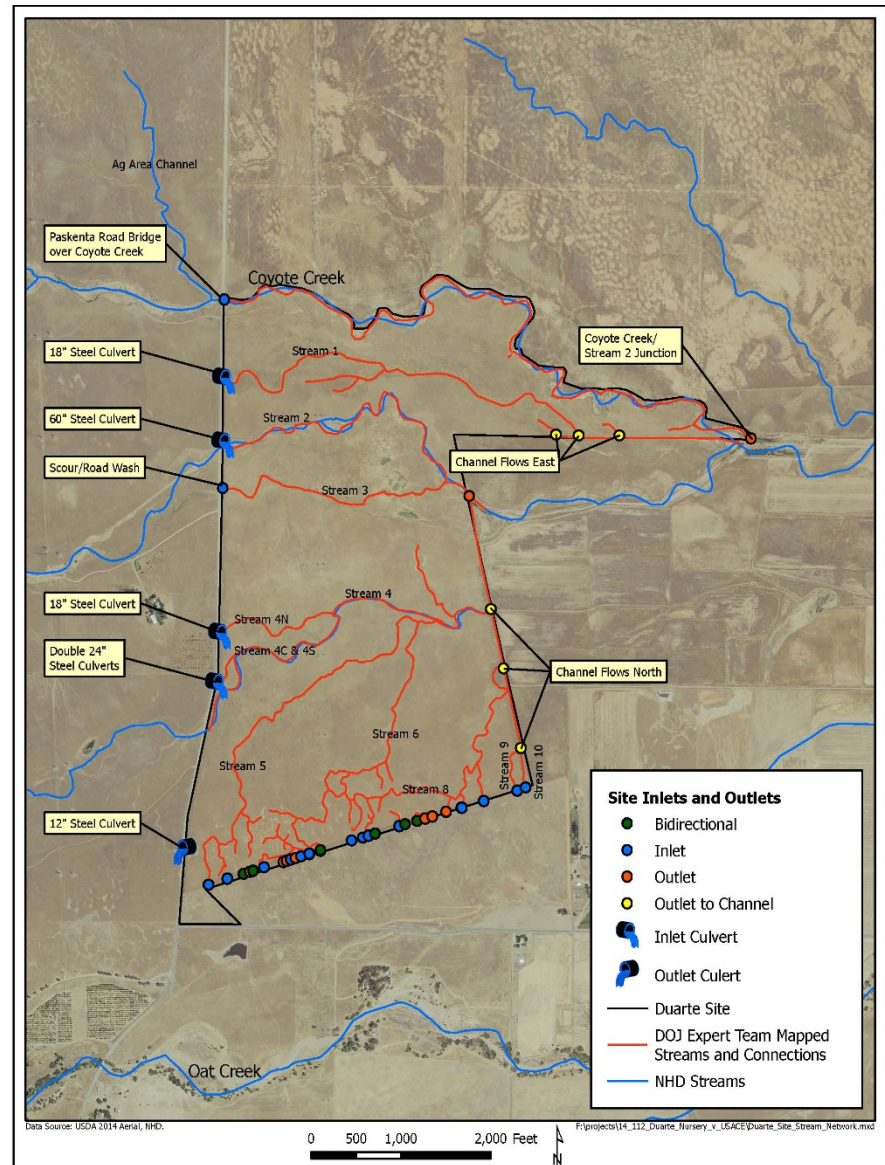 Ag Area Channel
Paskenta Road Bridge
over Coyote Creek
Coyote Creek
18" Steel Culvert
Stream 1
Coyote Creek/
Stream 2 Junction
60" Steel Culvert
Stream 2
Scour/Road Wash
Channel Flows East
Stream 3
18" Steel Culvert
Stream 4N
Stream 4
Double 24"
Steel Culverts
Stream 4C & 4S
Channel Flows North
Stream 5
Stream 6
Stream 9
Stream 10
Stream 8
12" Steel Culvert
Site Inlets and Outlets
Bidirectional
Inlet
Outlet
Outlet to Channel
Inlet Culvert
Outlet Culert
Duarte Site
DOJ Expert Team Mapped
Streams and Connections
NHD Streams
Oat Creek
Data Source: USDA 2014 Aerial, NHD.
F:\projects\14_112_Duarte_Nursery_v_USACE\Duarte_Site_Stream_Network.mxd
0 500 1,000 2,000 Feet
N